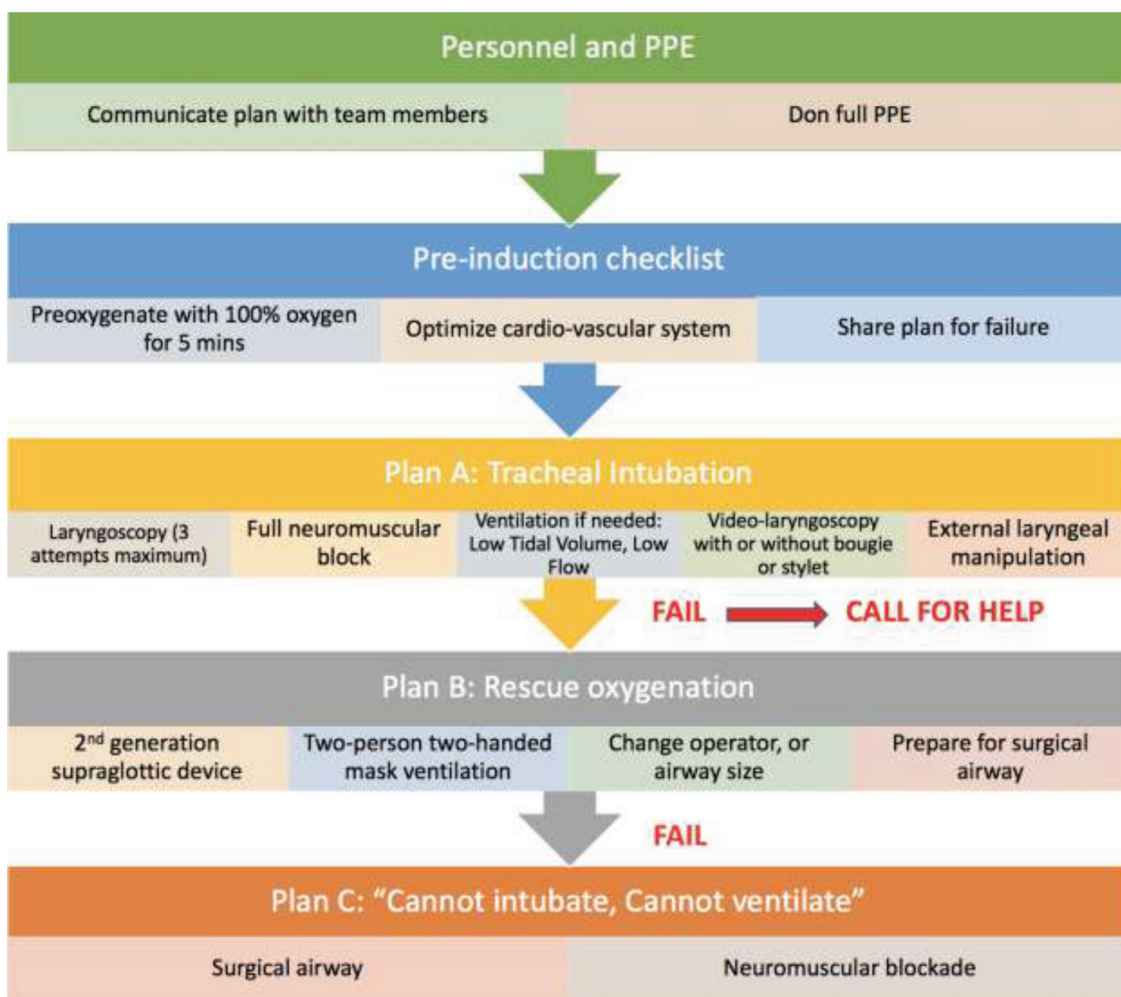 Personnel and PPE
Communicate plan with team members
Don full PPE
Pre-induction checklist
Preoxygenate with 100% oxygen
for 5 mins
Optimize cardio-vascular system
Share plan for failure
Plan A: Tracheal Intubation
Laryngoscopy (3
attempts maximum)
Full neuromuscular
block
Ventilation if needed:
Low Tidal Volume, Low
Flow
Video-laryngoscopy
with or without bougie
or stylet
External laryngeal
manipulation
FAIL
CALL FOR HELP
Plan B: Rescue oxygenation
2nd generation
supraglottic device
Two-person two-handed
mask ventilation
Change operator, or
airway size
Prepare for surgical
airway
FAIL
Plan C: “Cannot intubate, Cannot ventilate”
Surgical airway
Neuromuscular blockade